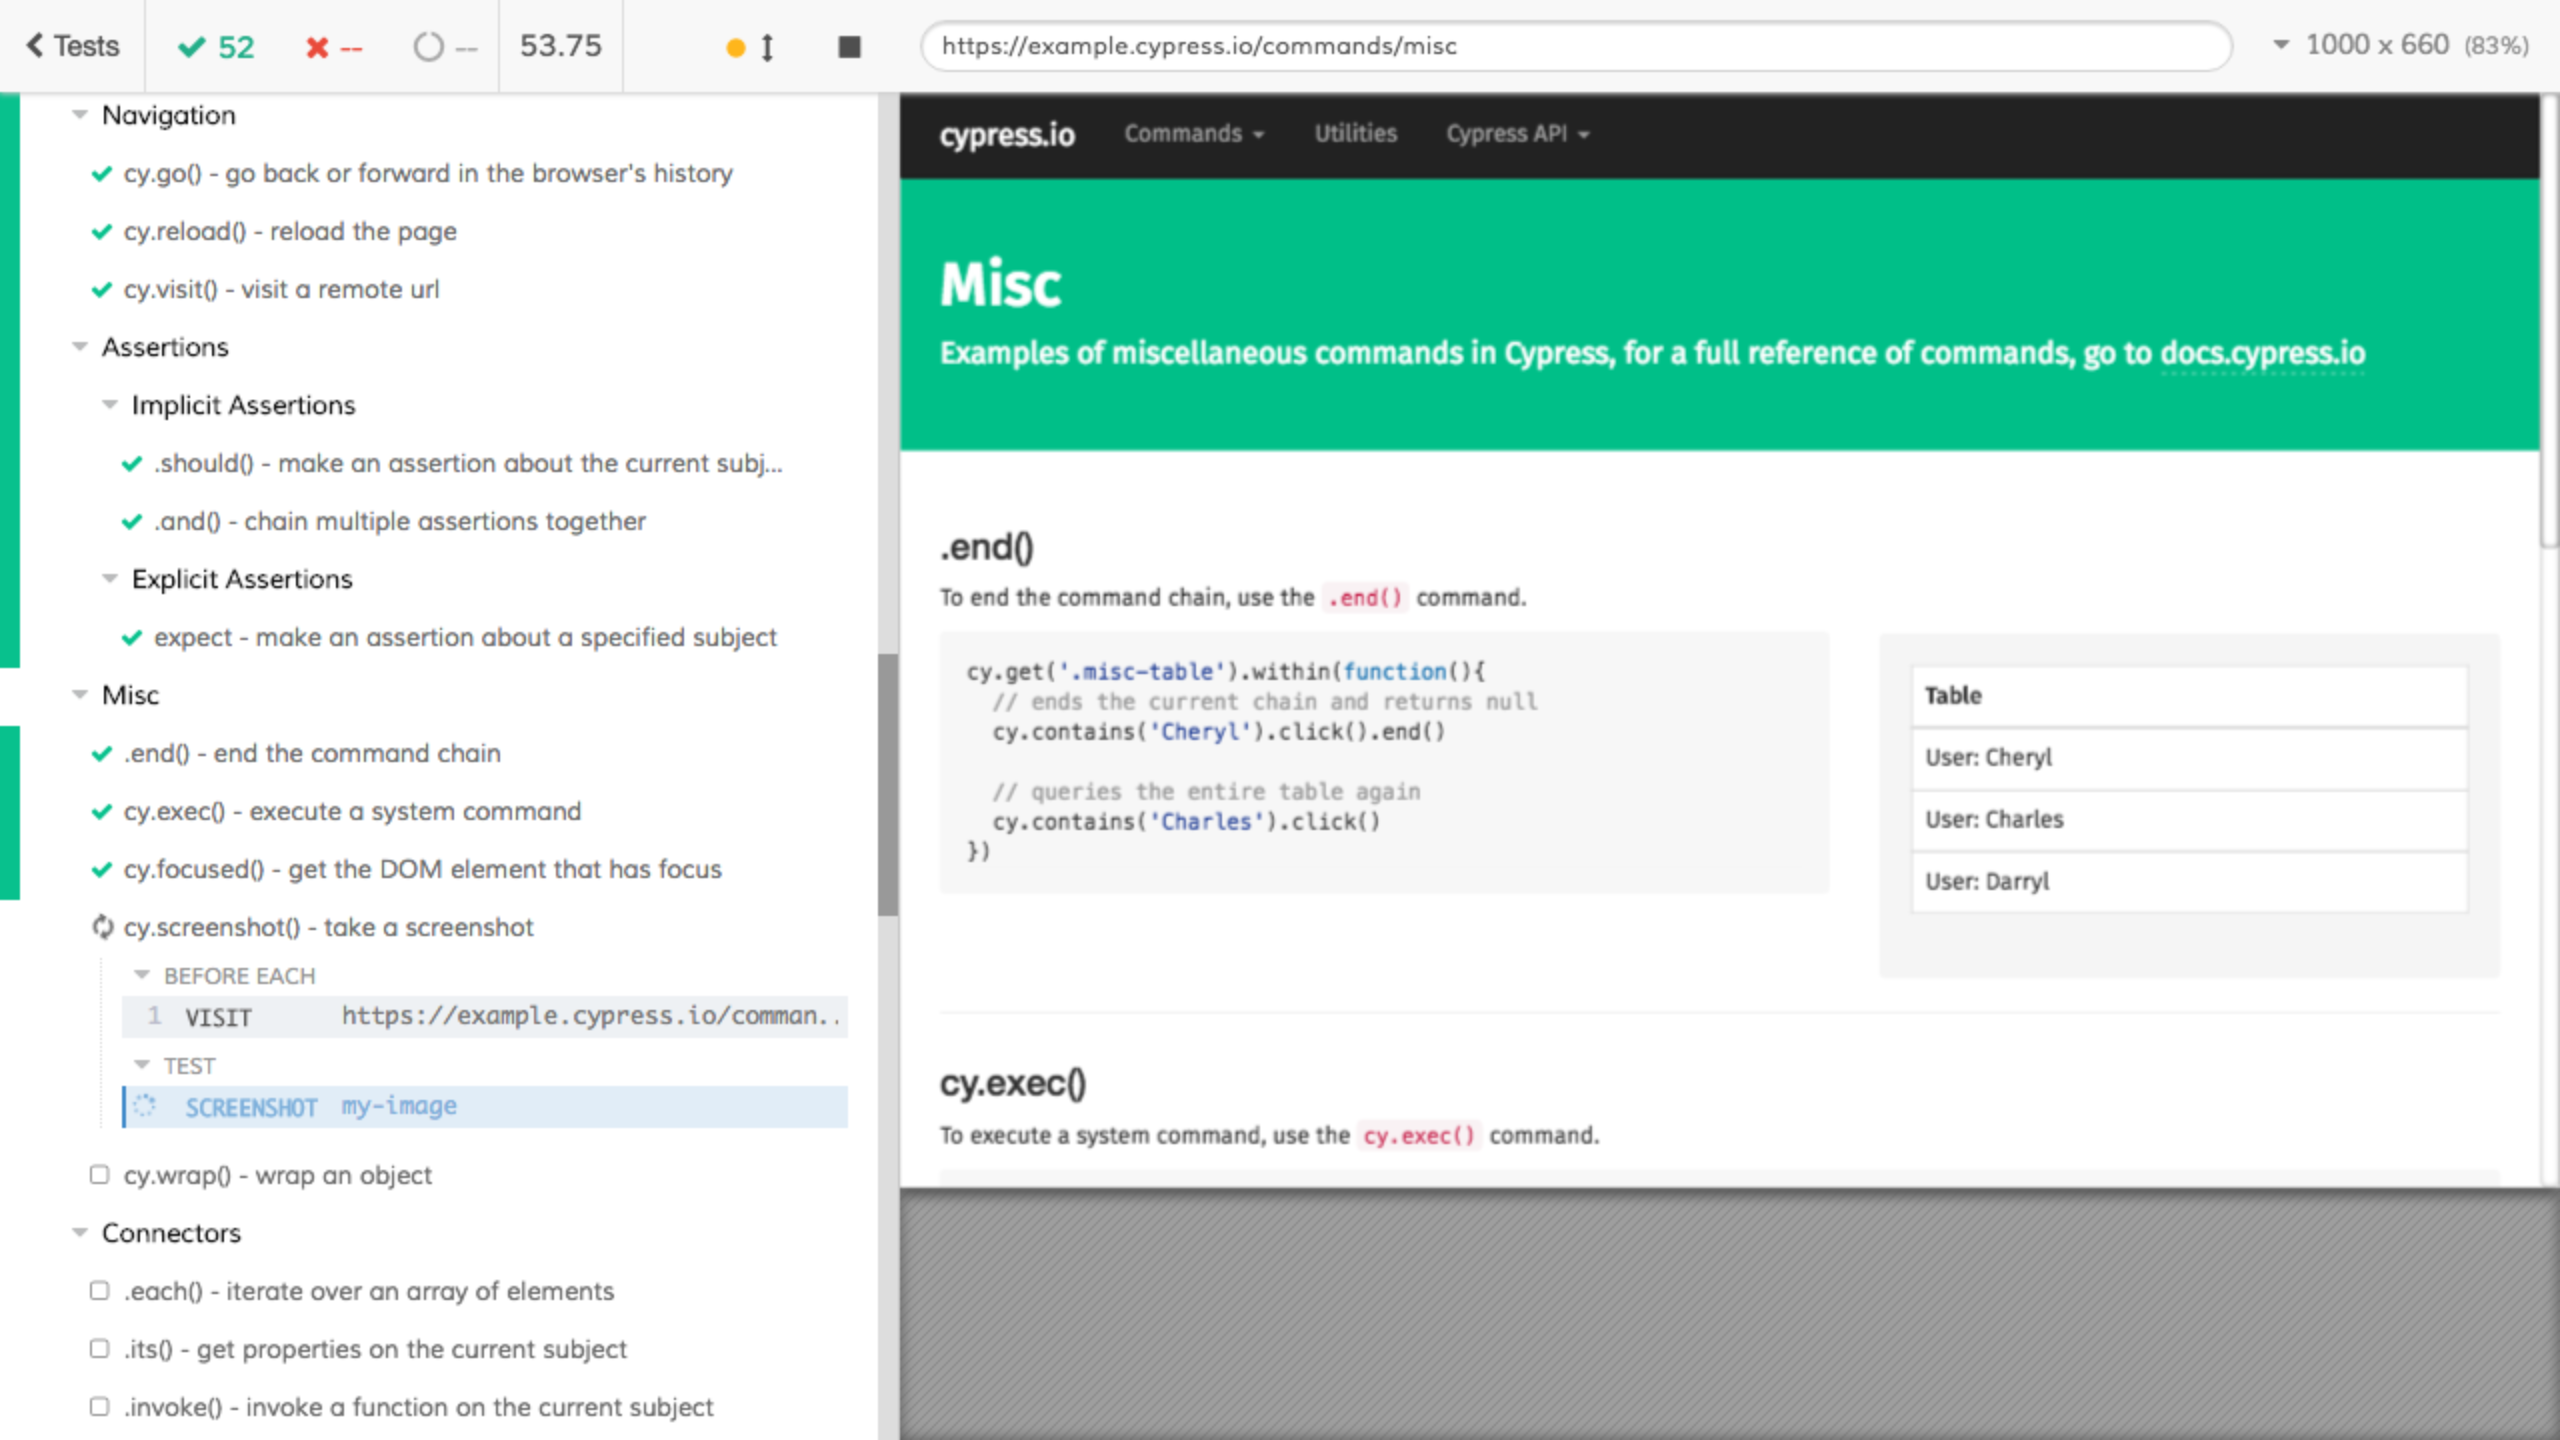 Tests 52 -- -- 53.75
https://example.cypress.io/commands/misc
1000 x 660 (83%)
Navigation
cy.go() - go back or forward in the browser's history
cy.reload() - reload the page
cy.visit() - visit a remote url
Assertions
Implicit Assertions
.should() - make an assertion about the current subj...
.and() - chain multiple assertions together
Explicit Assertions
expect - make an assertion about a specified subject
Misc
.end() - end the command chain
cy.exec() - execute a system command
cy.focused() - get the DOM element that has focus
cy.screenshot() - take a screenshot
BEFORE EACH
1 VISIT https://example.cypress.io/comman..
TEST
SCREENSHOT my-image
cy.wrap() - wrap an object
Connectors
.each() - iterate over an array of elements
.its() - get properties on the current subject
.invoke() - invoke a function on the current subject
cypress.io Commands Utilities Cypress API
Misc
Examples of miscellaneous commands in Cypress, for a full reference of commands, go to docs.cypress.io
.end()
To end the command chain, use the .end() command.
cy.get('.misc-table').within(function(){
// ends the current chain and returns null
cy.contains('Cheryl').click().end()
// queries the entire table again
cy.contains('Charles').click()
})
Table
User: Cheryl
User: Charles
User: Darryl
cy.exec()
To execute a system command, use the cy.exec() command.